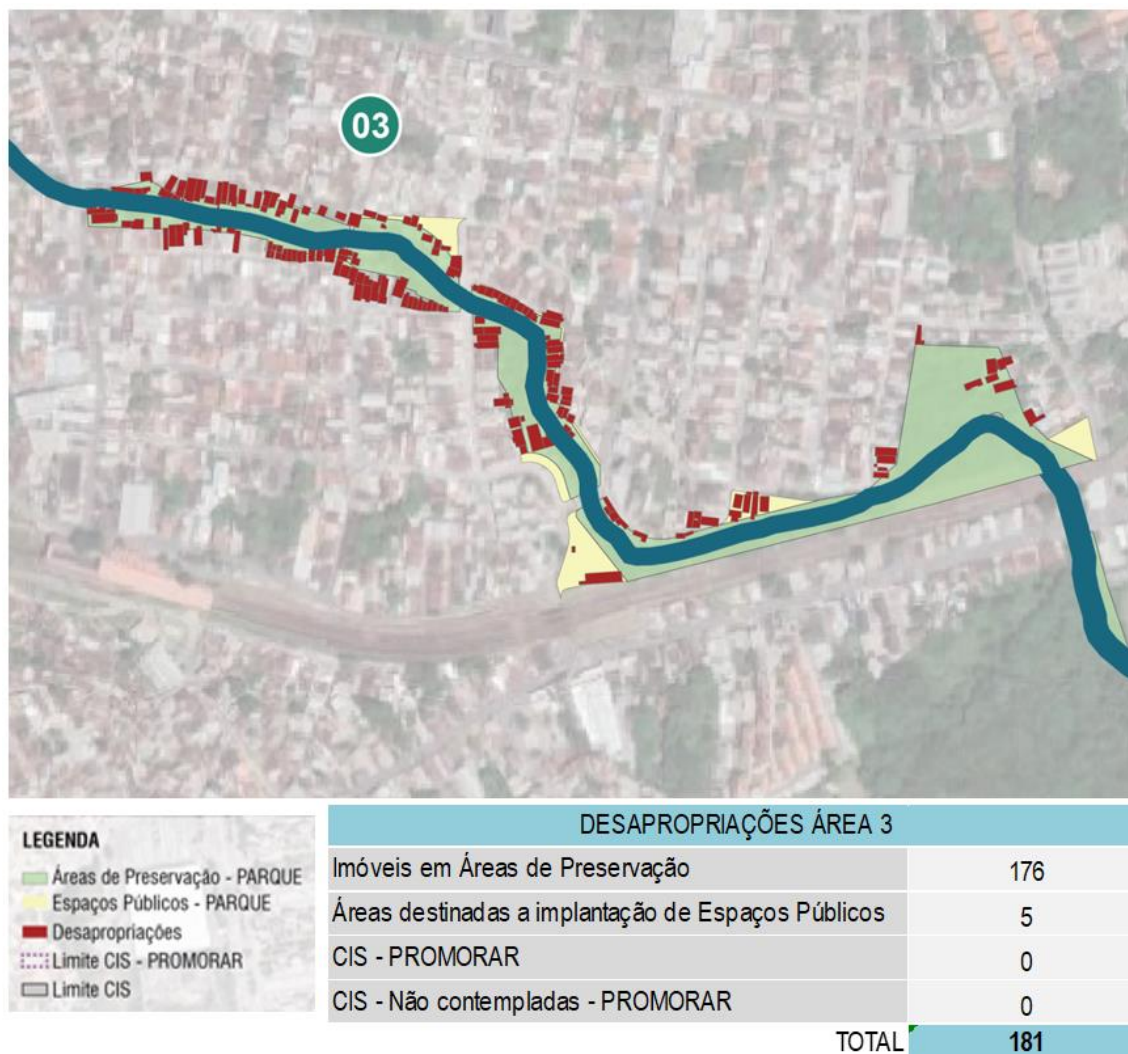 03
LEGENDA
Áreas de Preservação - PARQUE
Espaços Públicos - PARQUE
Desapropriações
Limite CIS - PROMORAR
Limite CIS
DESAPROPRIAÇÕES ÁREA 3
Imóveis em Áreas de Preservação 176
Áreas destinadas a implantação de Espaços Públicos 5
CIS - PROMORAR 0
CIS - Não contempladas - PROMORAR 0
TOTAL 181